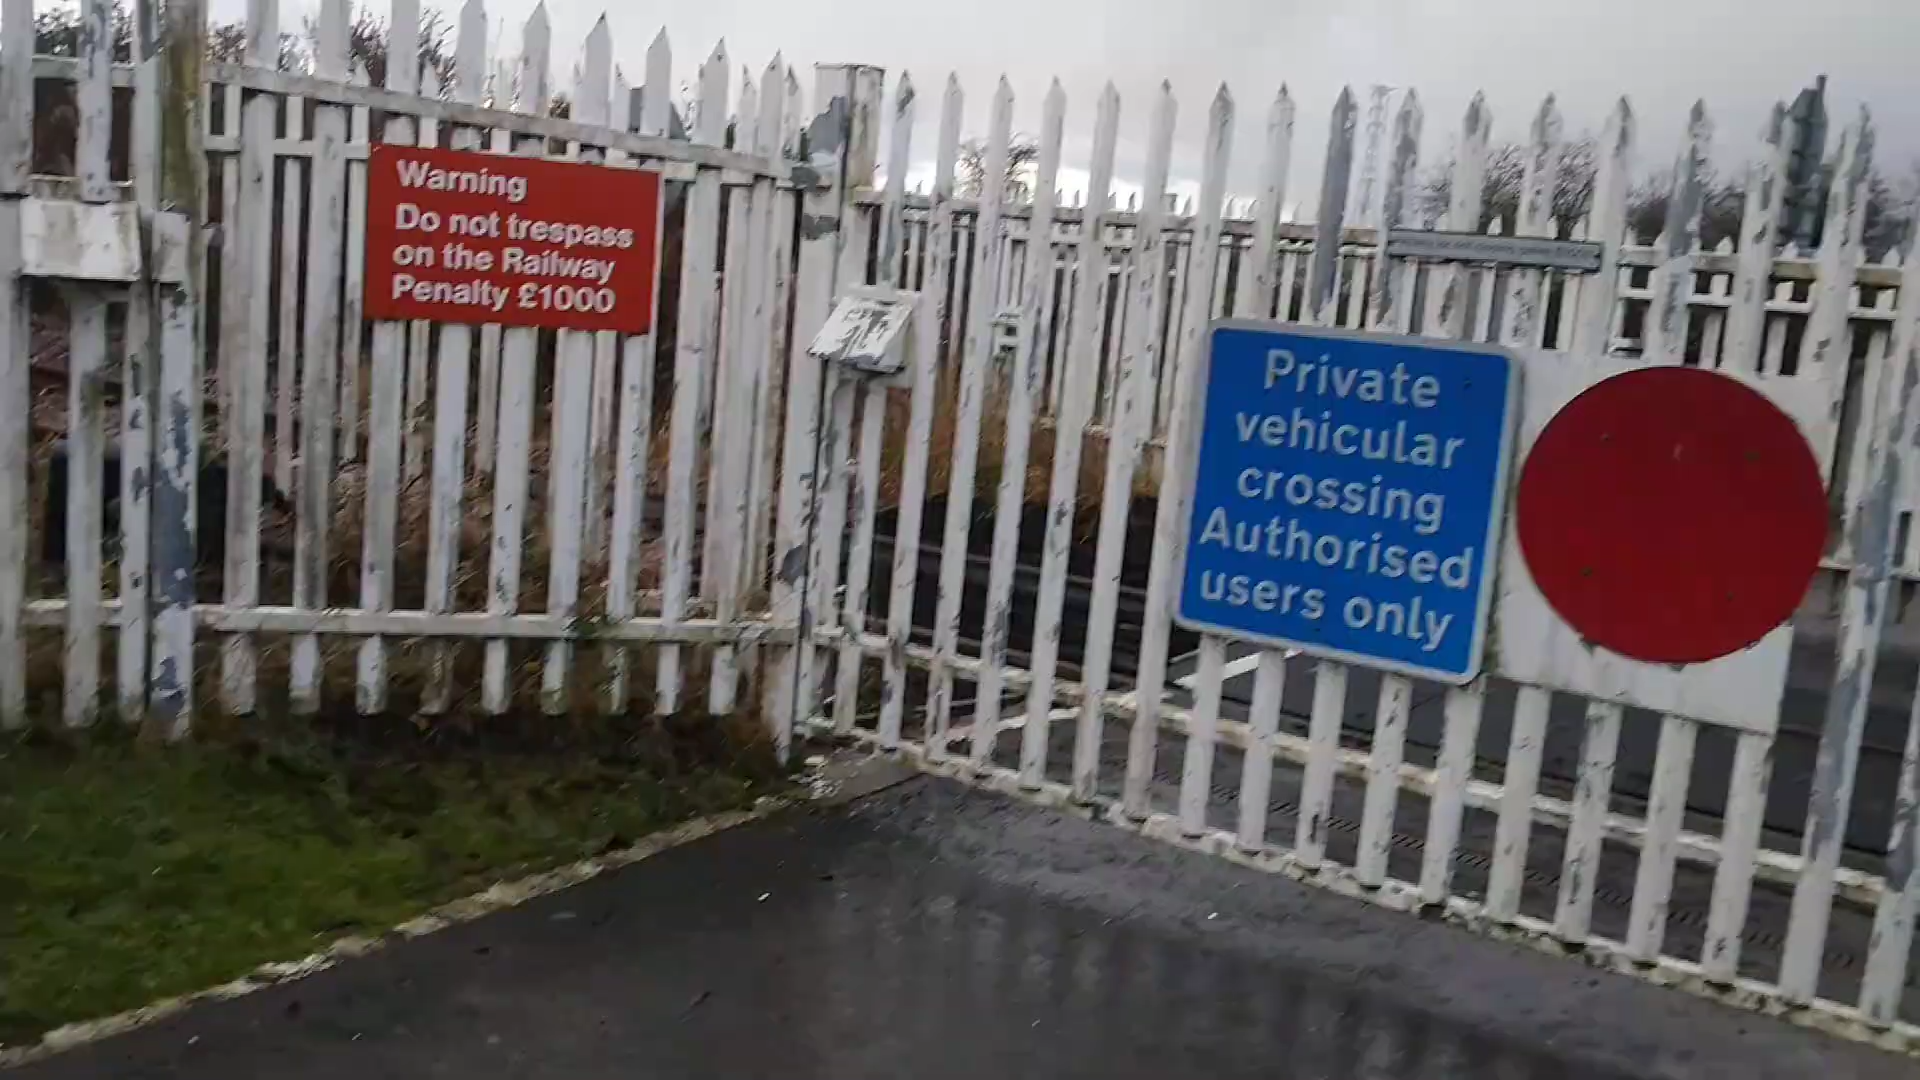 Warning
Do not trespass
on the Railway
Penalty £1000
Private
vehicular
crossing
Authorised
users only